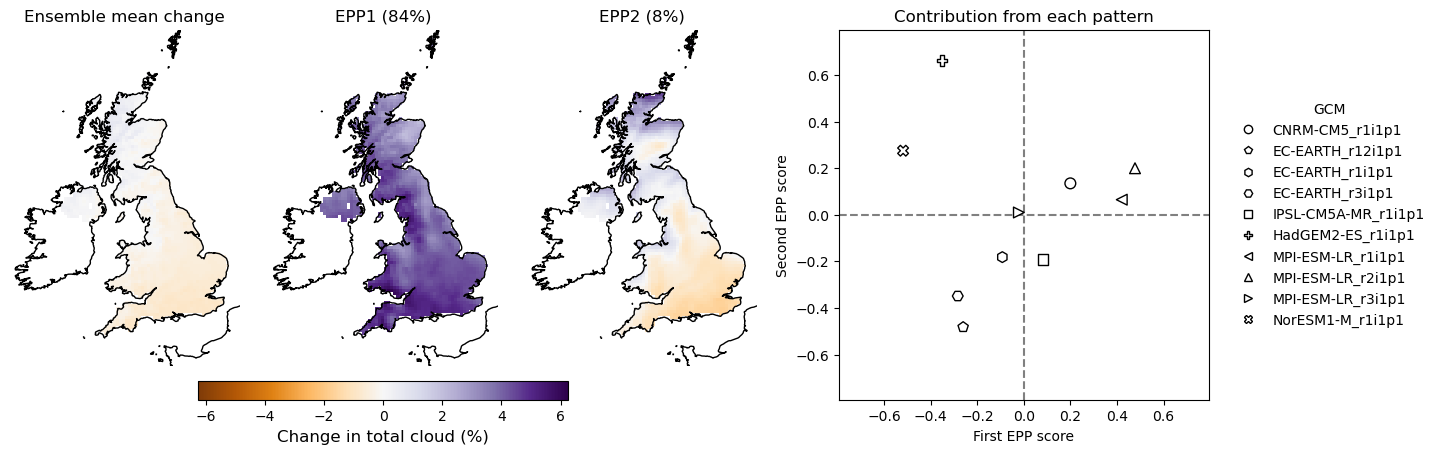 Ensemble mean change
EPP1 (84%)
EPP2 (8%)
−6 −4 −2 0 2 4 6
Change in total cloud (%)
Contribution from each pattern
0.6
0.4
0.2
0.0
−0.2
−0.4
−0.6
Second EPP score
−0.6 −0.4 −0.2 0.0 0.2 0.4 0.6
First EPP score
GCM
CNRM-CM5_r1i1p1
EC-EARTH_r12i1p1
EC-EARTH_r1i1p1
EC-EARTH_r3i1p1
IPSL-CM5A-MR_r1i1p1
HadGEM2-ES_r1i1p1
MPI-ESM-LR_r1i1p1
MPI-ESM-LR_r2i1p1
MPI-ESM-LR_r3i1p1
NorESM1-M_r1i1p1